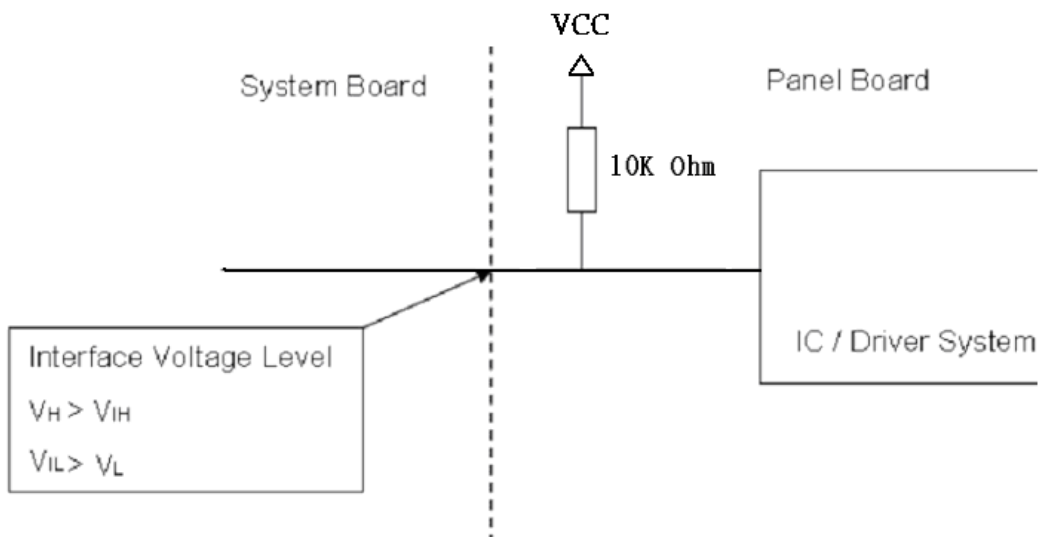 VCC
System Board
Panel Board
10K Ohm
Interface Voltage Level
VH > VIH
VIL > VL
IC / Driver System